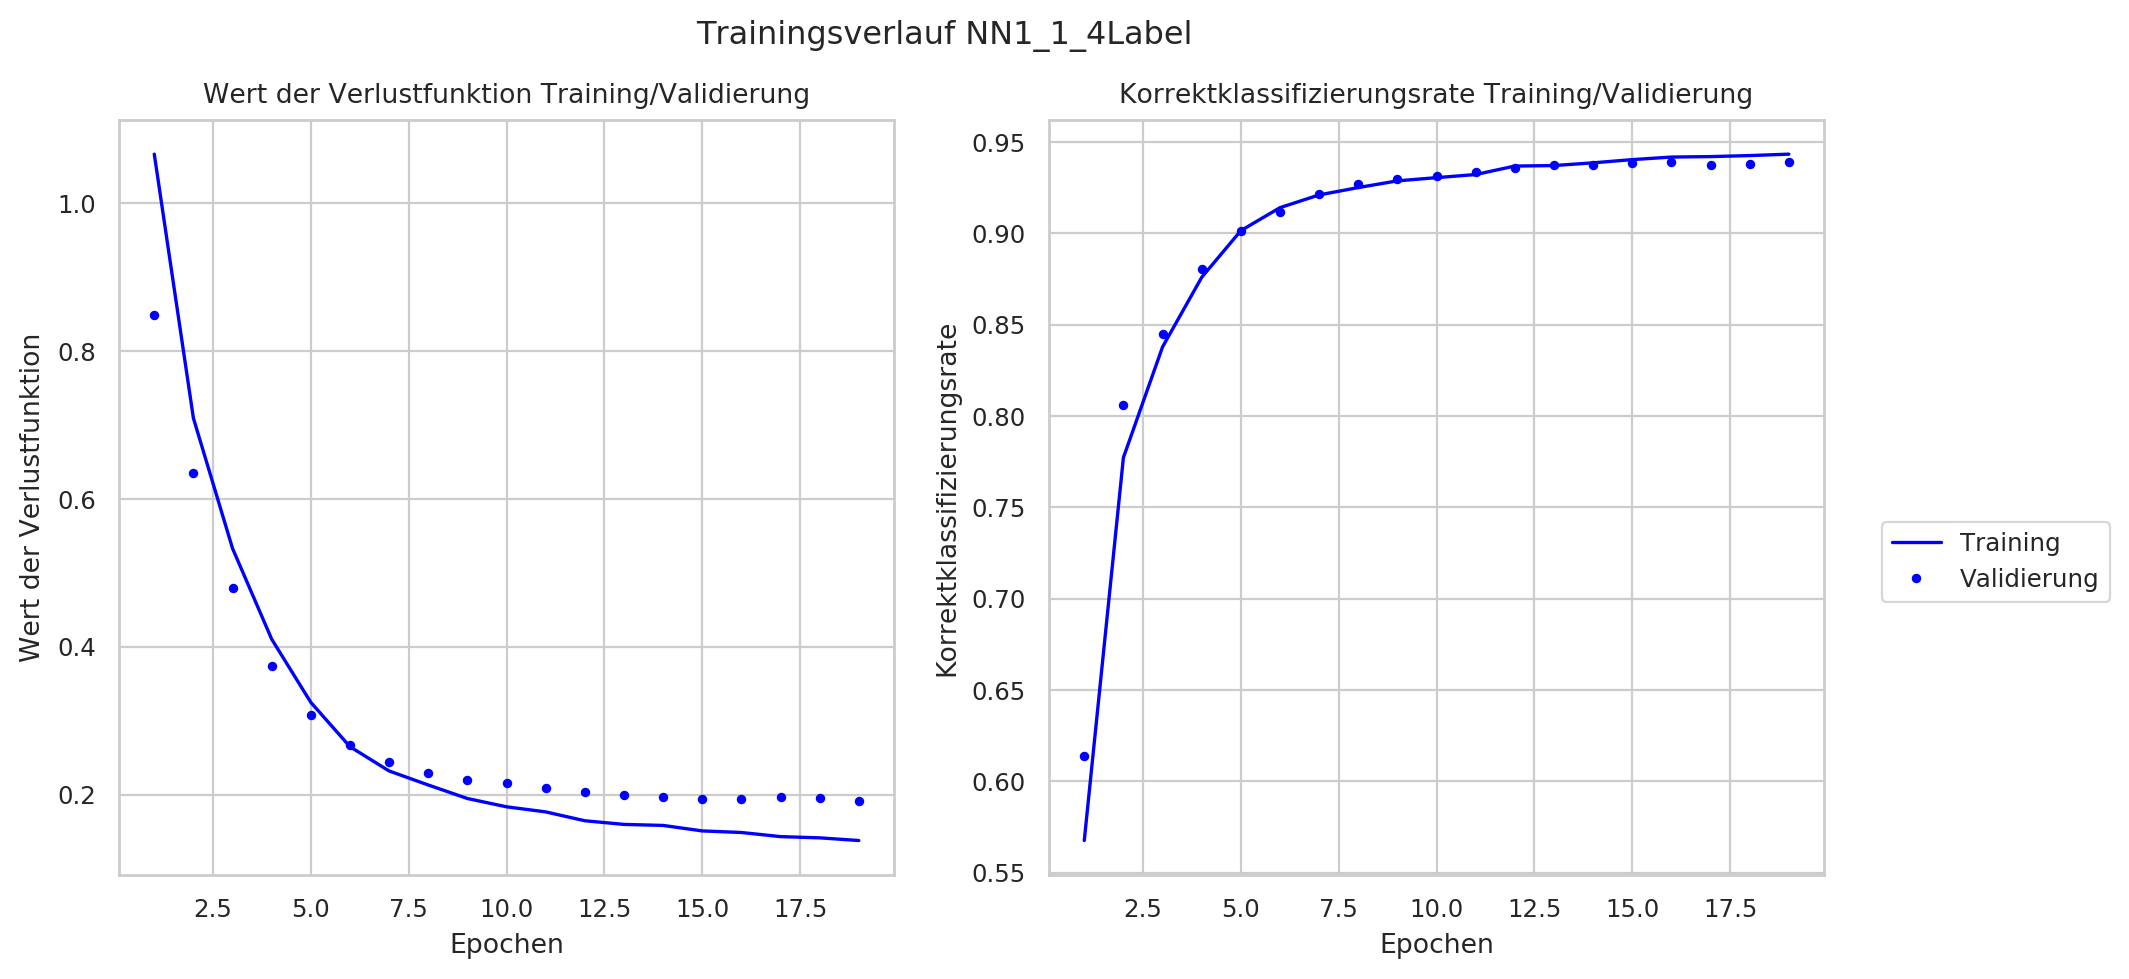 Trainingsverlauf NN1_1_4Label
Wert der Verlustfunktion Training/Validierung
Wert der Verlustfunktion
1.0
0.8
0.6
0.4
0.2
2.5 5.0 7.5 10.0 12.5 15.0 17.5
Epochen
Korrektklassifizierungsrate Training/Validierung
Korrektklassifizierungsrate
0.95
0.90
0.85
0.80
0.75
0.70
0.65
0.60
0.55
2.5 5.0 7.5 10.0 12.5 15.0 17.5
Epochen
Training
Validierung